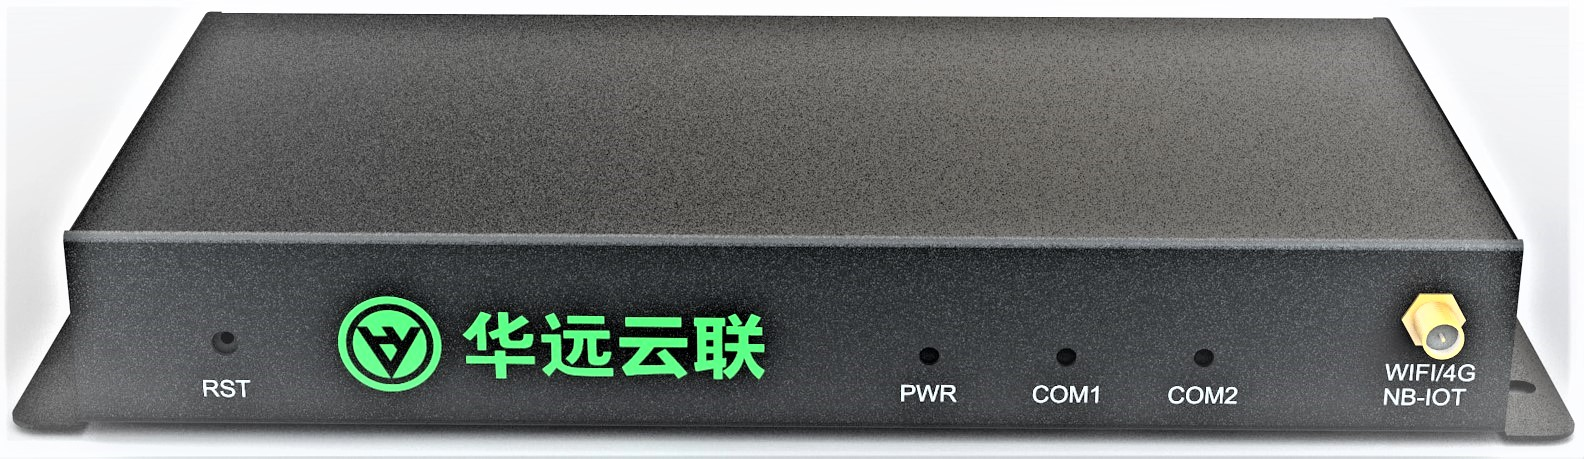 RST
华远云联
PWR
COM1
COM2
WIFI/4G
NB-IOT